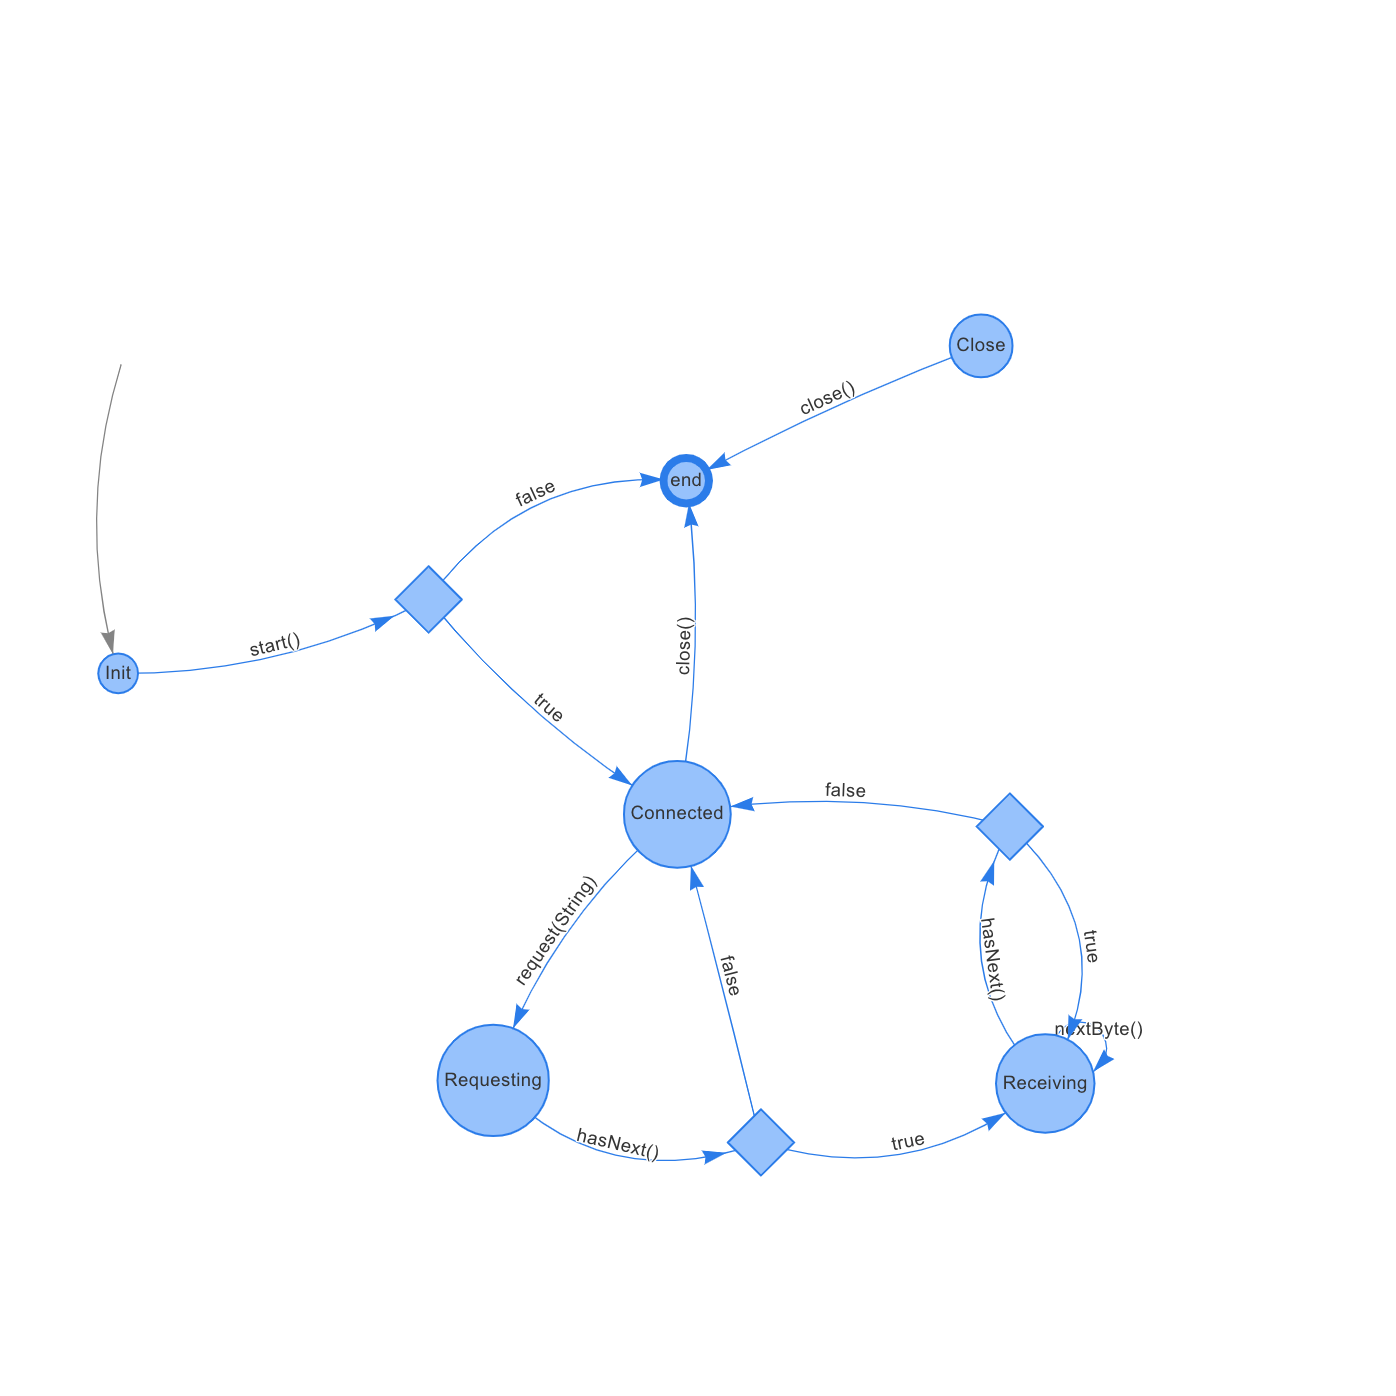 Close
close()
end
false
start()
Init
close()
true
false
Connected
request(String)
hasNext()
true
false
nextByte()
Requesting
Receiving
hasNext()
true